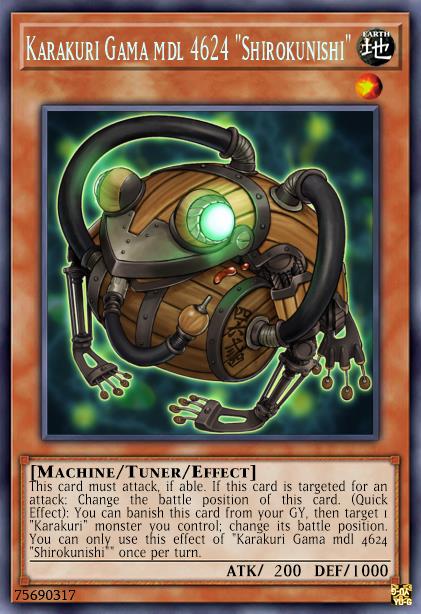 KARAKURI GAMA MDL 4624 "SHIROKUNISHI"
EARTH
地
[MACHINE/TUNER/EFFECT]
This card must attack, if able. If this card is targeted for an
attack: Change the battle position of this card. (Quick
Effect): You can banish this card from your GY, then target 1
"Karakuri" monster you control; change its battle position.
You can only use this effect of "Karakuri Gama mdl 4624
"Shirokunishi"" once per turn.
ATK/ 200 DEF/1000
75690317